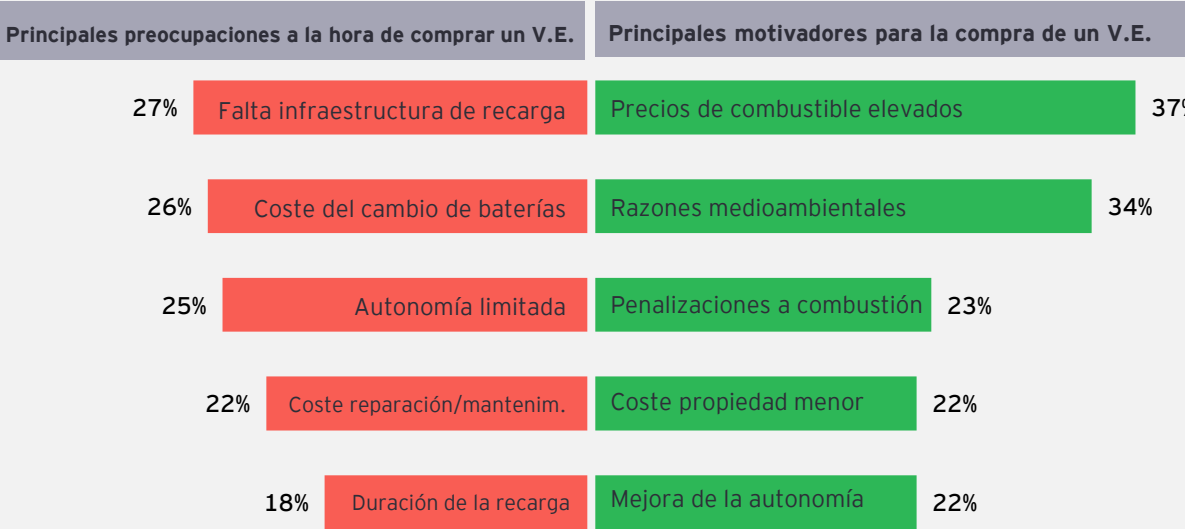 Principales preocupaciones a la hora de comprar un V.E.
Principales motivadores para la compra de un V.E.
27% Falta infraestructura de recarga
Precios de combustible elevados 37%
26% Coste del cambio de baterías
Razones medioambientales 34%
25% Autonomía limitada
Penalizaciones a combustión 23%
22% Coste reparación/mantenim.
Coste propiedad menor 22%
18% Duración de la recarga
Mejora de la autonomía 22%